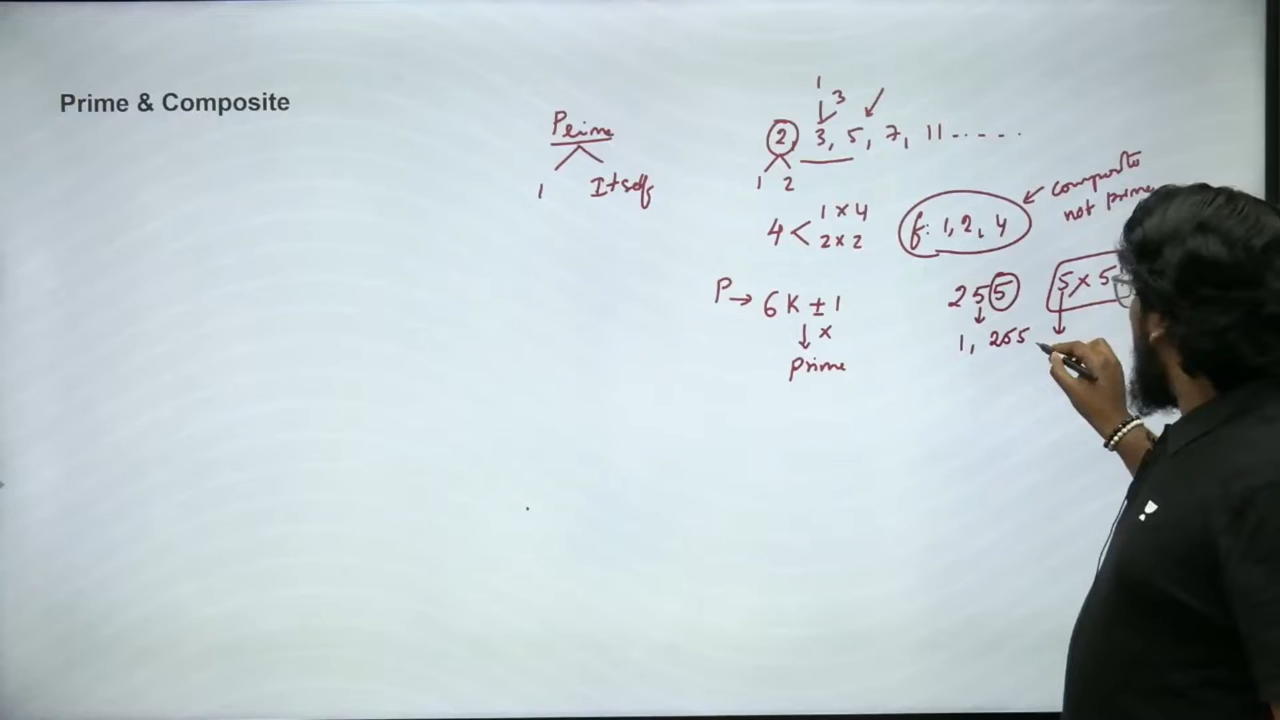 Prime & Composite
Prime
1 Itself
1
3
2, 3, 5, 7, 11 -----
1 2
4 < 1 x 4
2 x 2
f: 1, 2, 4
composite
not prime
P → 6K ± 1
x
prime
255
1, 255
5 x 5